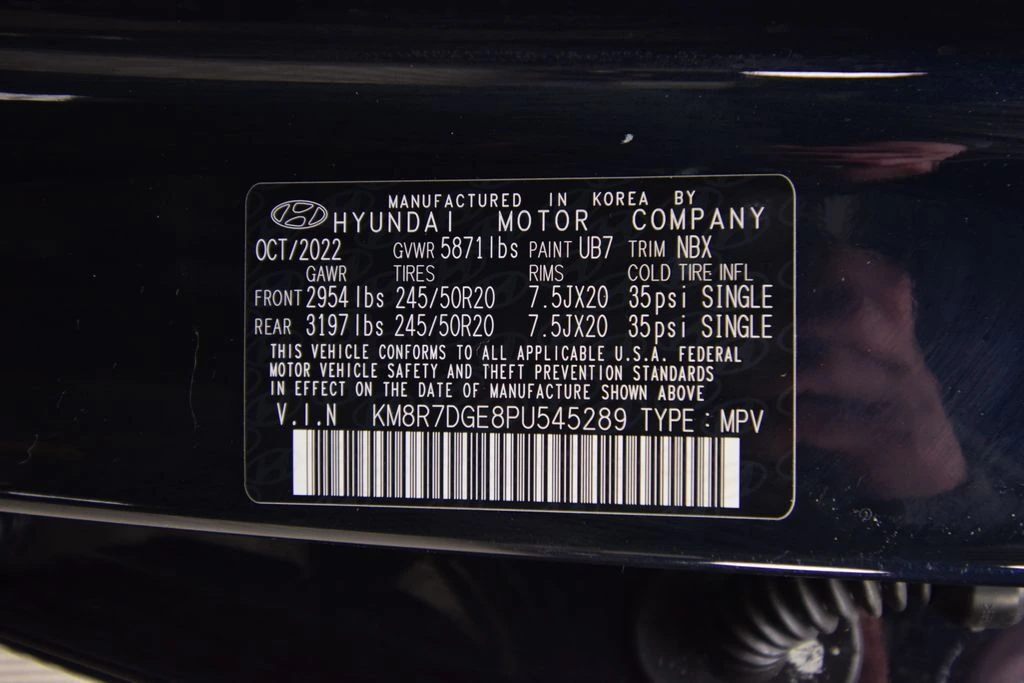 MANUFACTURED IN KOREA BY
HYUNDAI MOTOR COMPANY
OCT/2022 GVWR 5871lbs PAINT UB7 TRIM NBX
GAWR TIRES RIMS COLD TIRE INFL
FRONT 2954lbs 245/50R20 7.5JX20 35psi SINGLE
REAR 3197lbs 245/50R20 7.5JX20 35psi SINGLE
THIS VEHICLE CONFORMS TO ALL APPLICABLE U.S.A. FEDERAL
MOTOR VEHICLE SAFETY AND THEFT PREVENTION STANDARDS
IN EFFECT ON THE DATE OF MANUFACTURE SHOWN ABOVE
V.I.N KM8R7DGE8PU545289 TYPE : MPV